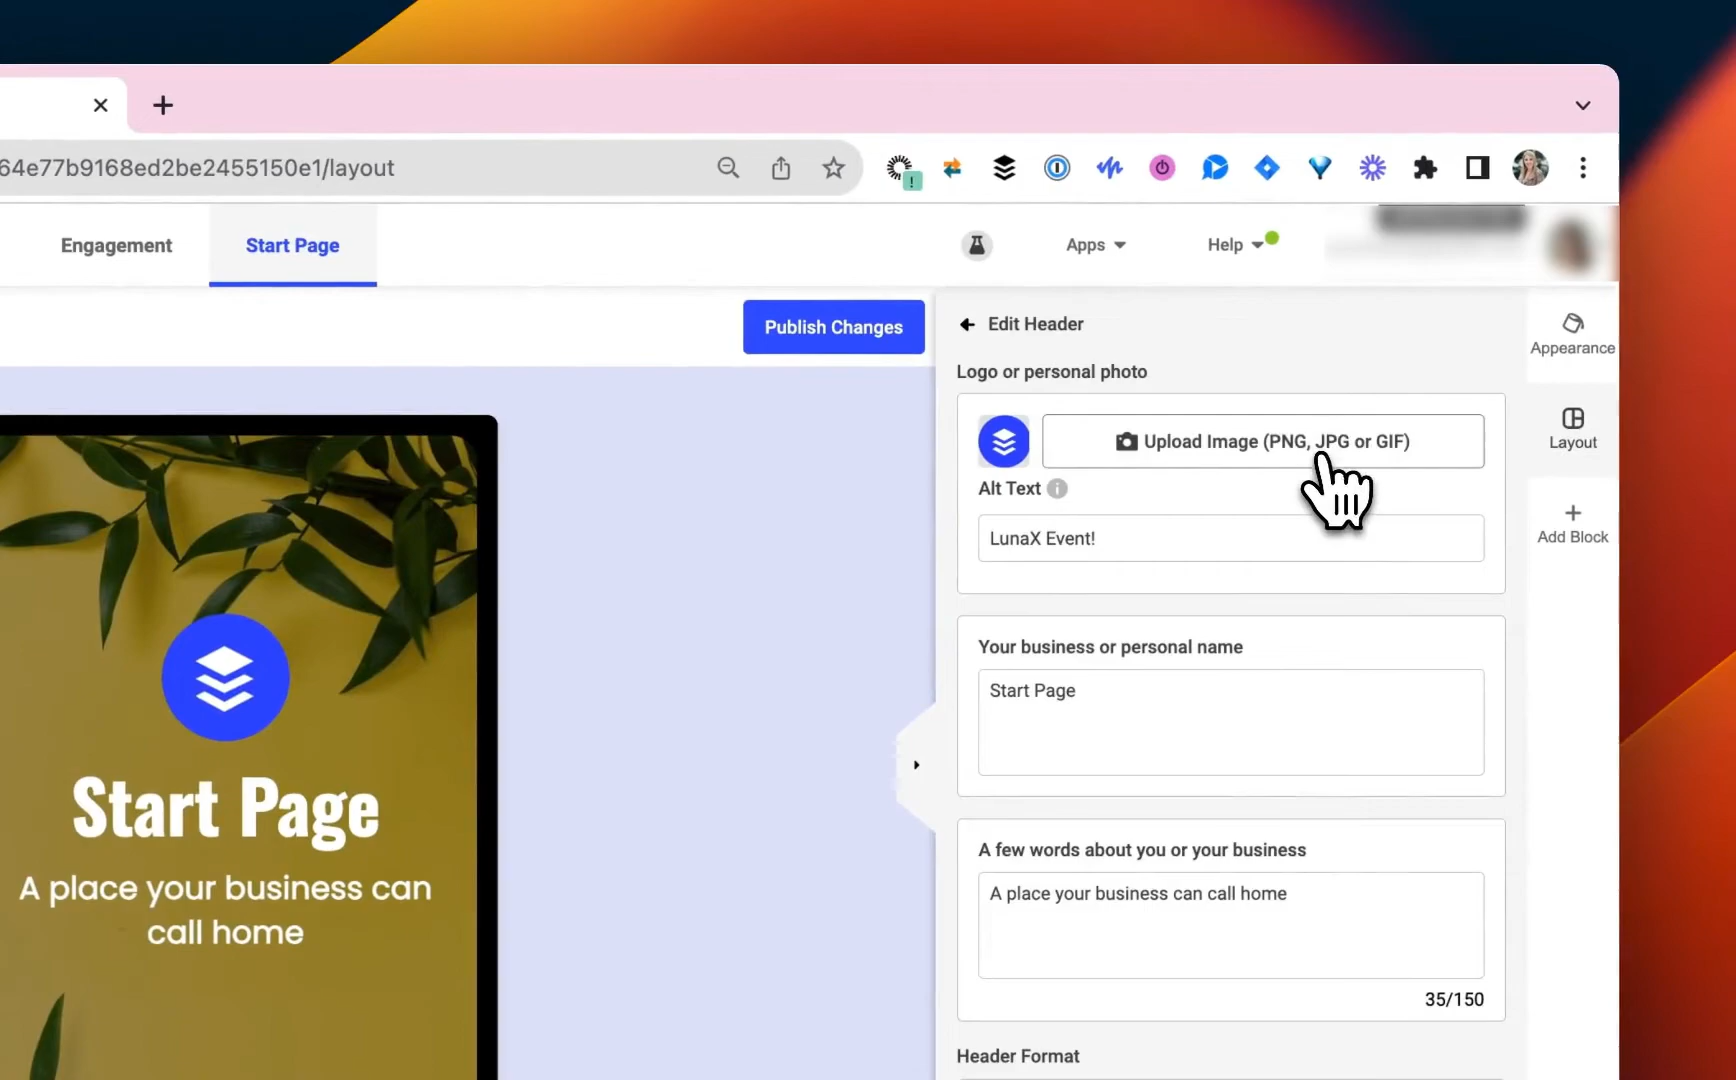 64e77b9168ed2be2455150e1/layout
Engagement
Start Page
Apps
Help
Publish Changes
Edit Header
Appearance
Logo or personal photo
Upload Image (PNG, JPG or GIF)
Layout
Alt Text
LunaX Event!
Add Block
Your business or personal name
Start Page
Start Page
A place your business can
call home
A few words about you or your business
A place your business can call home
35/150
Header Format